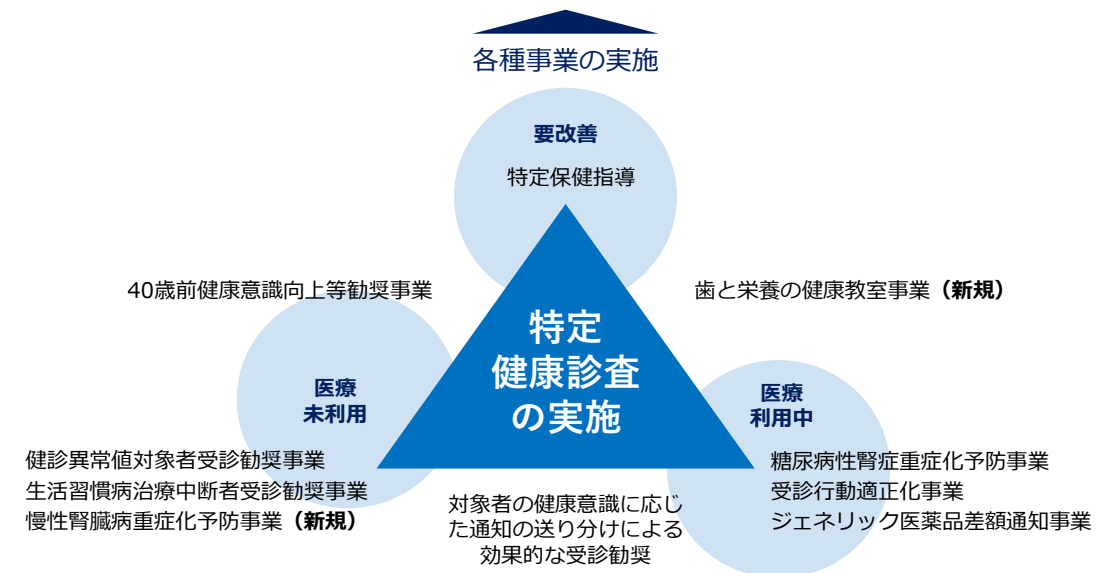 各種事業の実施
要改善
特定保健指導
40歳前健康意識向上等勧奨事業
歯と栄養の健康教室事業（新規）
特定
健康診査
の実施
医療
未利用
医療
利用中
健診異常値対象者受診勧奨事業
生活習慣病治療中断者受診勧奨事業
慢性腎臓病重症化予防事業（新規）
糖尿病性腎症重症化予防事業
受診行動適正化事業
ジェネリック医薬品差額通知事業
対象者の健康意識に応じ
た通知の送り分けによる
効果的な受診勧奨